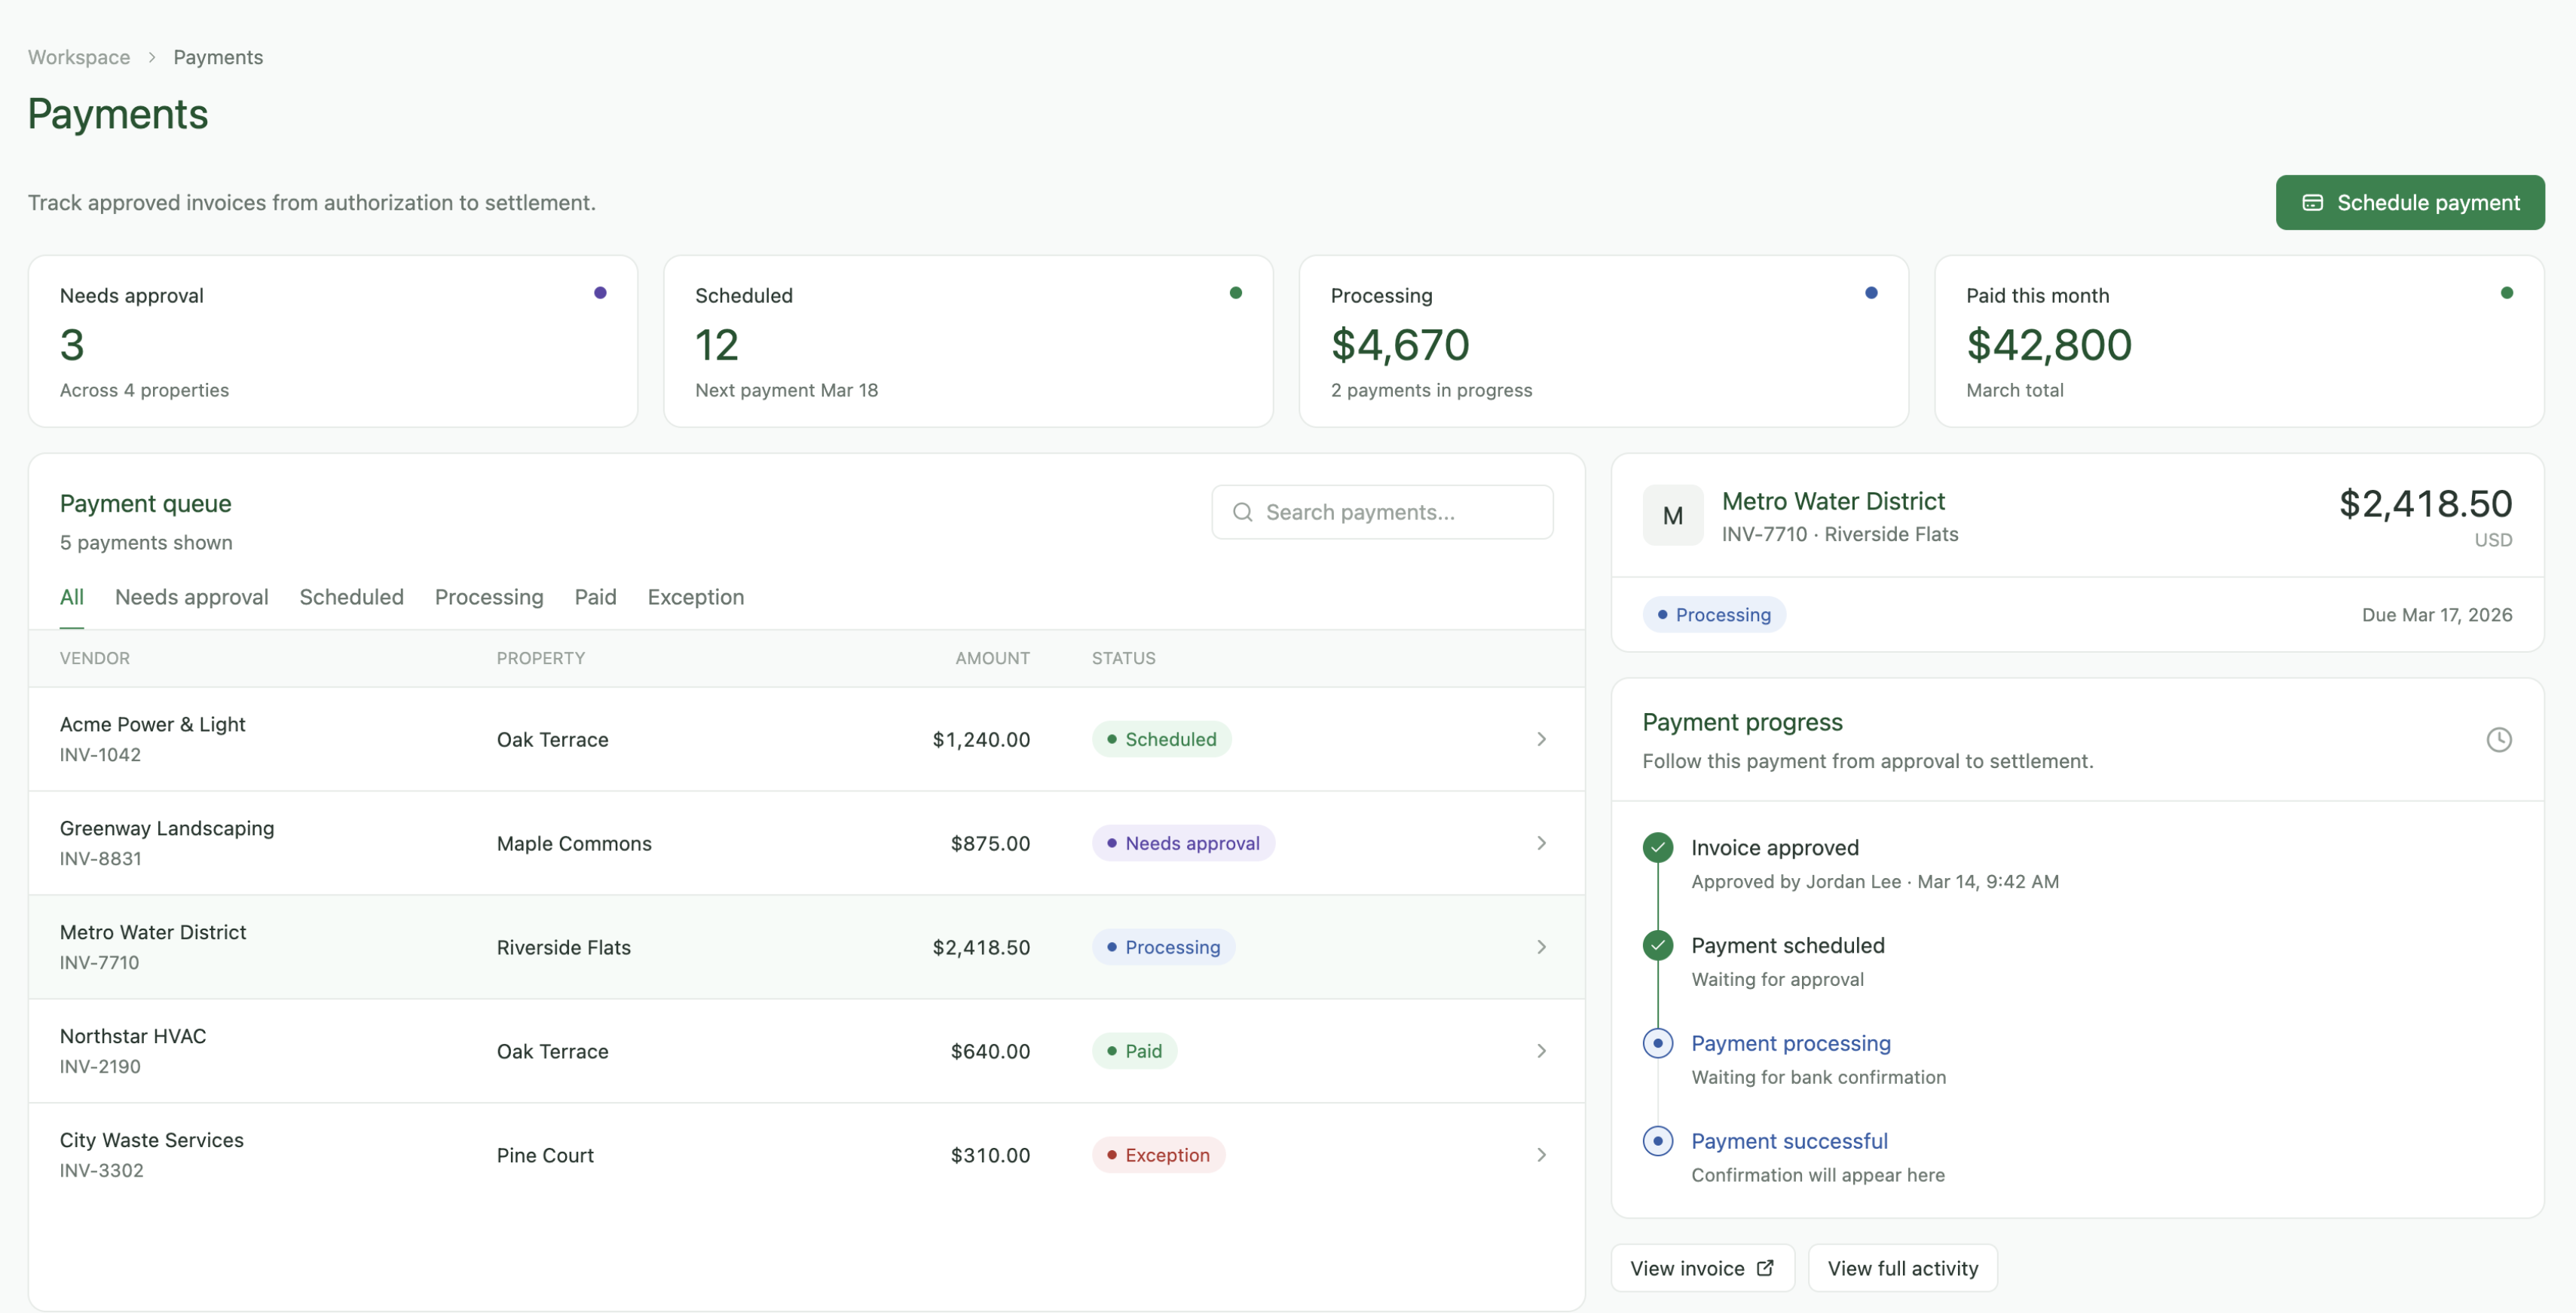 Workspace > Payments
Payments
Track approved invoices from authorization to settlement.
Schedule payment
Needs approval
3
Across 4 properties
Scheduled
12
Next payment Mar 18
Processing
$4,670
2 payments in progress
Paid this month
$42,800
March total
Payment queue
5 payments shown
Search payments...
All Needs approval Scheduled Processing Paid Exception
VENDOR PROPERTY AMOUNT STATUS
Acme Power & Light
INV-1042
Oak Terrace $1,240.00 Scheduled
Greenway Landscaping
INV-8831
Maple Commons $875.00 Needs approval
Metro Water District
INV-7710
Riverside Flats $2,418.50 Processing
Northstar HVAC
INV-2190
Oak Terrace $640.00 Paid
City Waste Services
INV-3302
Pine Court $310.00 Exception
M
Metro Water District
INV-7710 · Riverside Flats
$2,418.50
USD
Processing
Due Mar 17, 2026
Payment progress
Follow this payment from approval to settlement.
Invoice approved
Approved by Jordan Lee · Mar 14, 9:42 AM
Payment scheduled
Waiting for approval
Payment processing
Waiting for bank confirmation
Payment successful
Confirmation will appear here
View invoice
View full activity